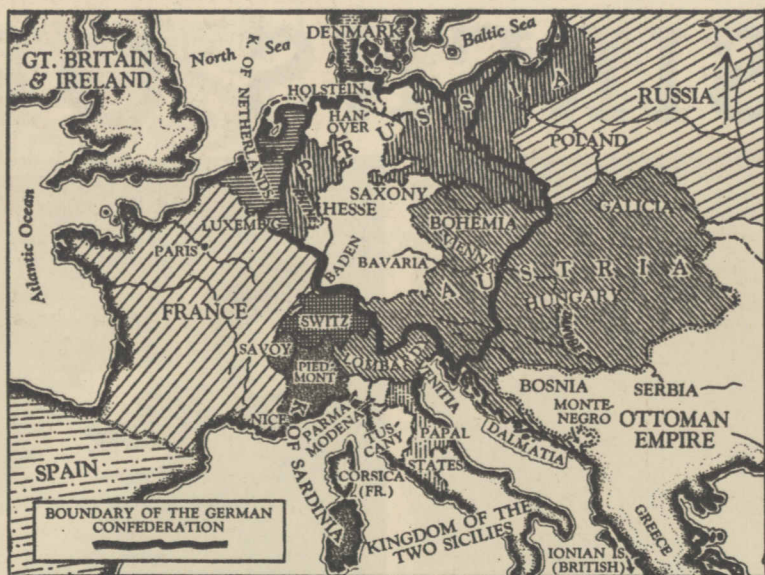 GT. BRITAIN
& IRELAND
North Sea
K. OF NETHERLANDS
DENMARK
Baltic Sea
HOLSTEIN
HAN-
OVER
PRUSSIA
RUSSIA
POLAND
Atlantic Ocean
LUXEMBG
HESSE
SAXONY
BOHEMIA
VIENNA
GALICIA
PARIS
BADEN
BAVARIA
AUSTRIA
HUNGARY
FRANCE
SWITZ
SAVOY
PIED-
MONT
LOMBARDY
VENITIA
NICE
PARMA
MODENA
TUS-
CANY
PAPAL
STATES
BOSNIA
SERBIA
MONTE-
NEGRO
DALMATIA
OTTOMAN
EMPIRE
SPAIN
K. OF SARDINIA
CORSICA
(FR.)
KINGDOM OF THE
TWO SICILIES
IONIAN IS.
(BRITISH)
GREECE
BOUNDARY OF THE GERMAN
CONFEDERATION